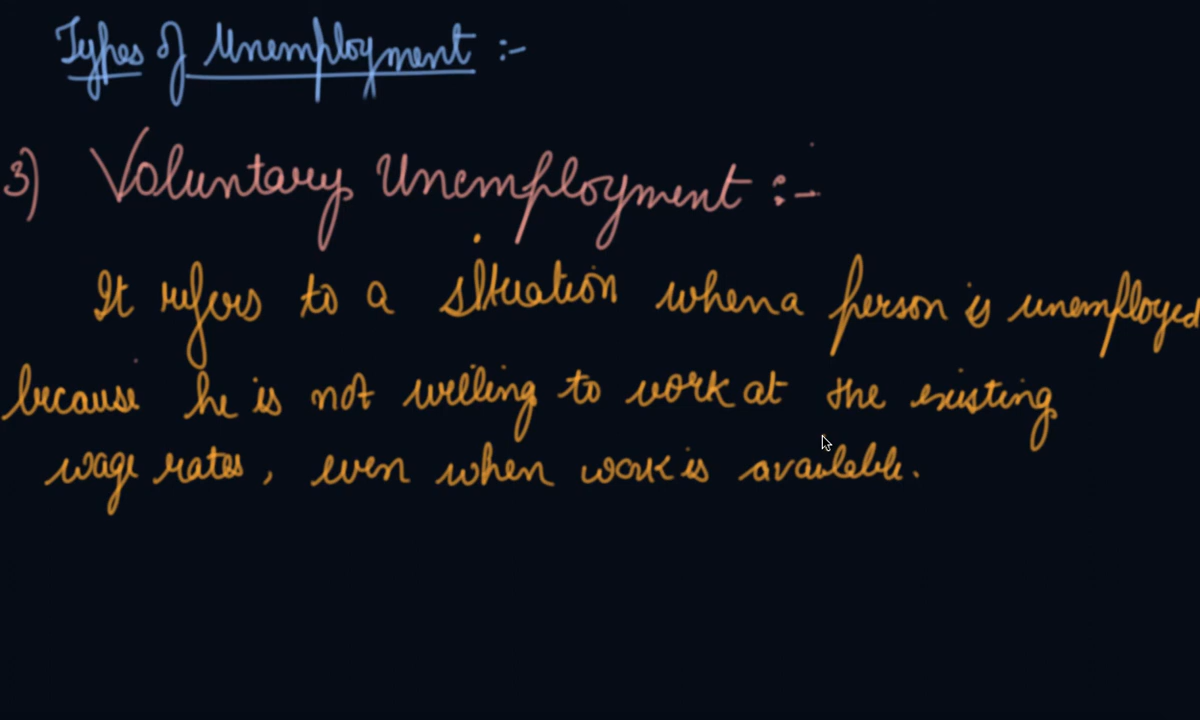 Types of Unemployment :-
3) Voluntary Unemployment :-
It refers to a situation when a person is unemployed
because he is not willing to work at the existing
wage rates, even when work is available.